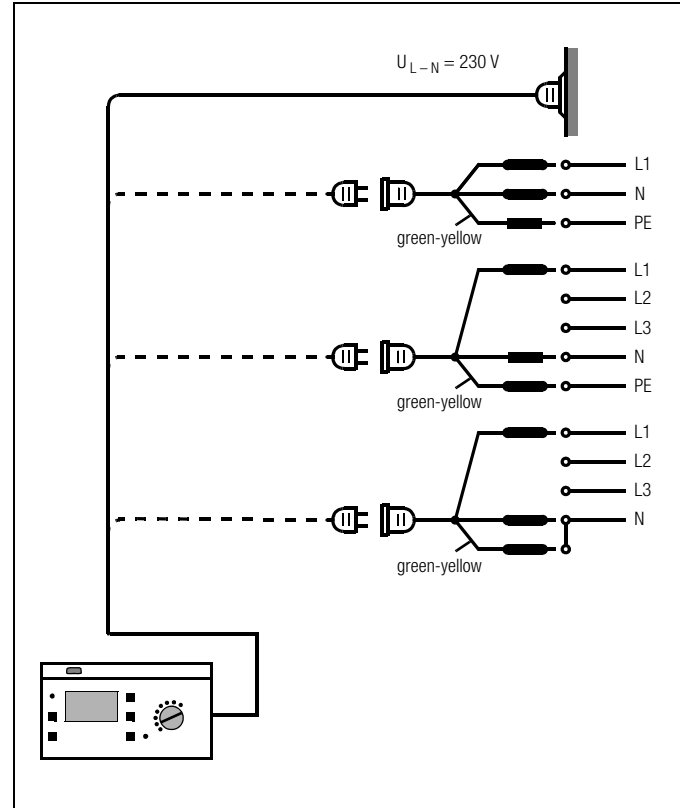 U L – N = 230 V
L1
N
PE
green-yellow
L1
L2
L3
N
PE
green-yellow
L1
L2
L3
N
green-yellow